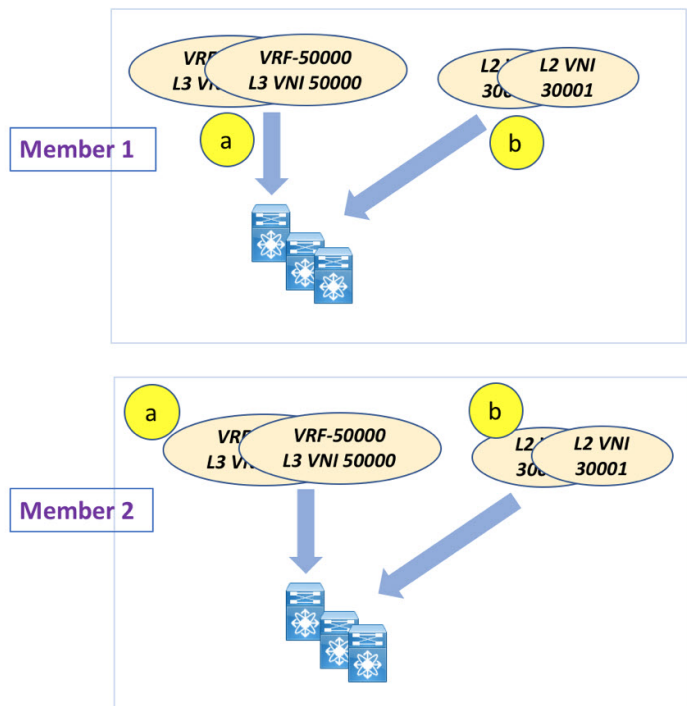 VRF-50000
L3 VNI 50000
L2 VNI
30001
a
b
Member 1
a
b
VRF-50000
L3 VNI 50000
L2 VNI
30001
Member 2